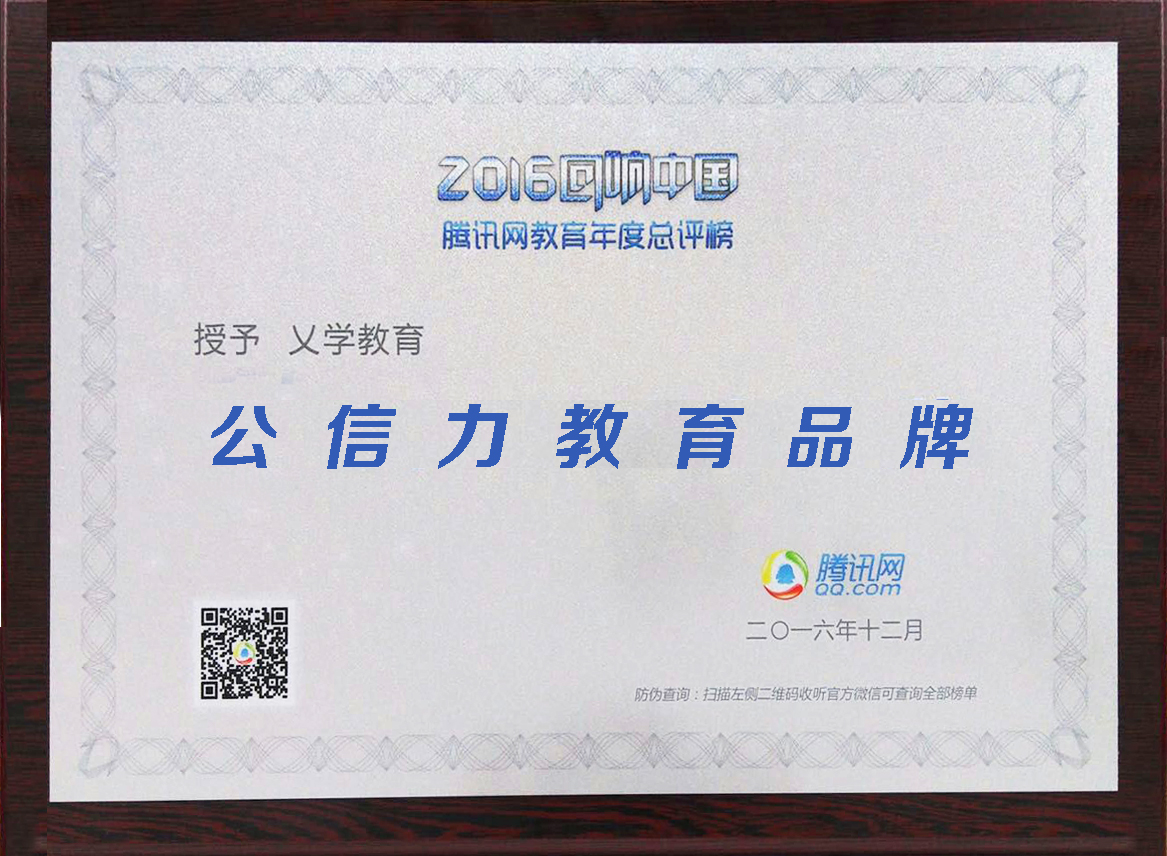 2016回响中国
腾讯网教育年度总评榜
授予 乂学教育
公信力教育品牌
腾讯网
QQ.com
二〇一六年十二月
防伪查询：扫描左侧二维码收听官方微信可查询全部榜单